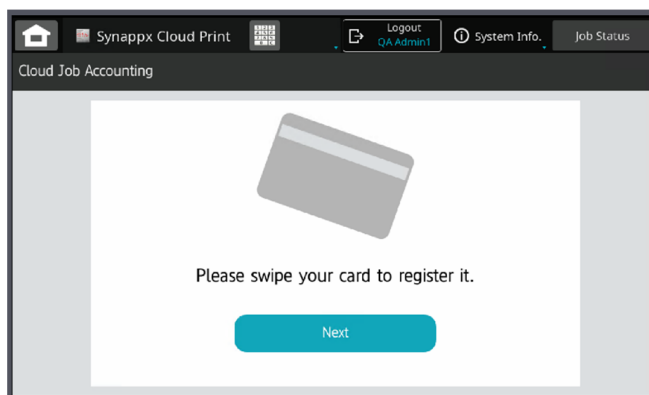 Synappx Cloud Print
Logout
QA Admin1
System Info.
Job Status
Cloud Job Accounting
Please swipe your card to register it.
Next